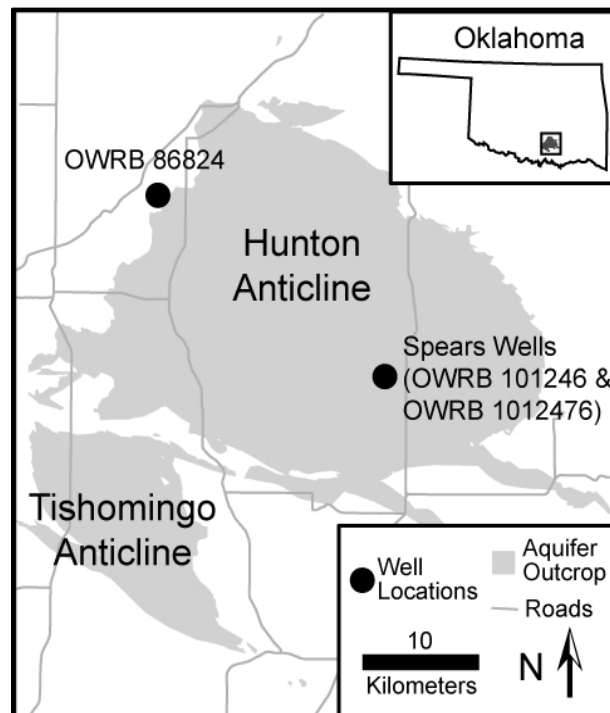 Oklahoma
OWRB 86824
Hunton
Anticline
Spears Wells
(OWRB 101246 &
OWRB 1012476)
Tishomingo
Anticline
Well
Locations
Aquifer
Outcrop
Roads
10
Kilometers
N